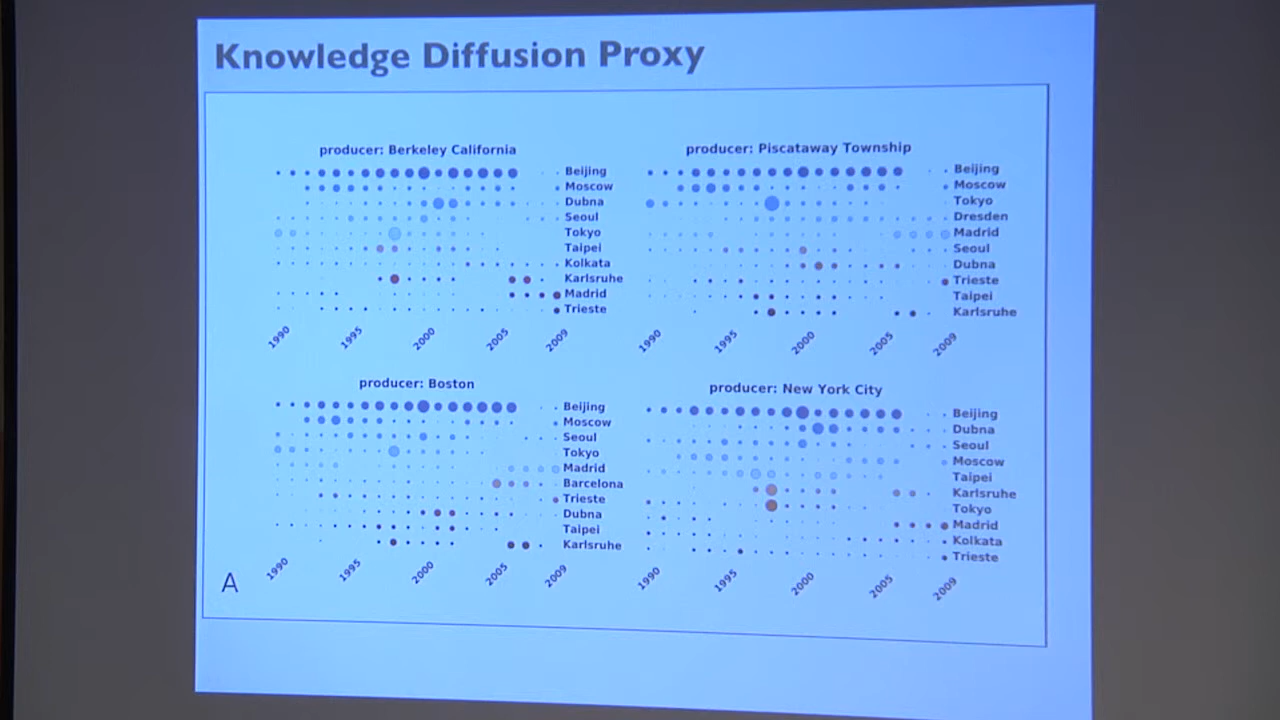 Knowledge Diffusion Proxy
producer: Berkeley California
Beijing
Moscow
Dubna
Seoul
Tokyo
Taipei
Kolkata
Karlsruhe
Madrid
Trieste
1990
1995
2000
2005
2009
producer: Piscataway Township
Beijing
Moscow
Tokyo
Dresden
Madrid
Seoul
Dubna
Trieste
Taipei
Karlsruhe
1990
1995
2000
2005
2009
producer: Boston
Beijing
Moscow
Seoul
Tokyo
Madrid
Barcelona
Trieste
Dubna
Taipei
Karlsruhe
1990
1995
2000
2005
2009
producer: New York City
Beijing
Dubna
Seoul
Moscow
Taipei
Karlsruhe
Tokyo
Madrid
Kolkata
Trieste
1990
1995
2000
2005
2009
A